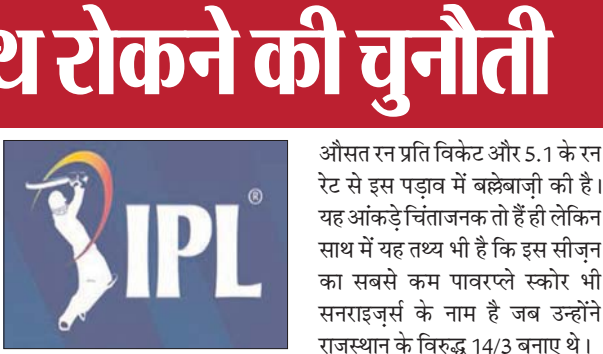 थ रोकने की चुनौती
IPL
®
औसत रन प्रति विकेट और 5.1 के रन
रेट से इस पड़ाव में बल्लेबाज़ी की है।
यह आंकड़े चिंताजनक तो हैं ही लेकिन
साथ में यह तथ्य भी है कि इस सीज़न
का सबसे कम पावरप्ले स्कोर भी
सनराइज़र्स के नाम है जब उन्होंने
राजस्थान के विरुद्ध 14/3 बनाए थे।